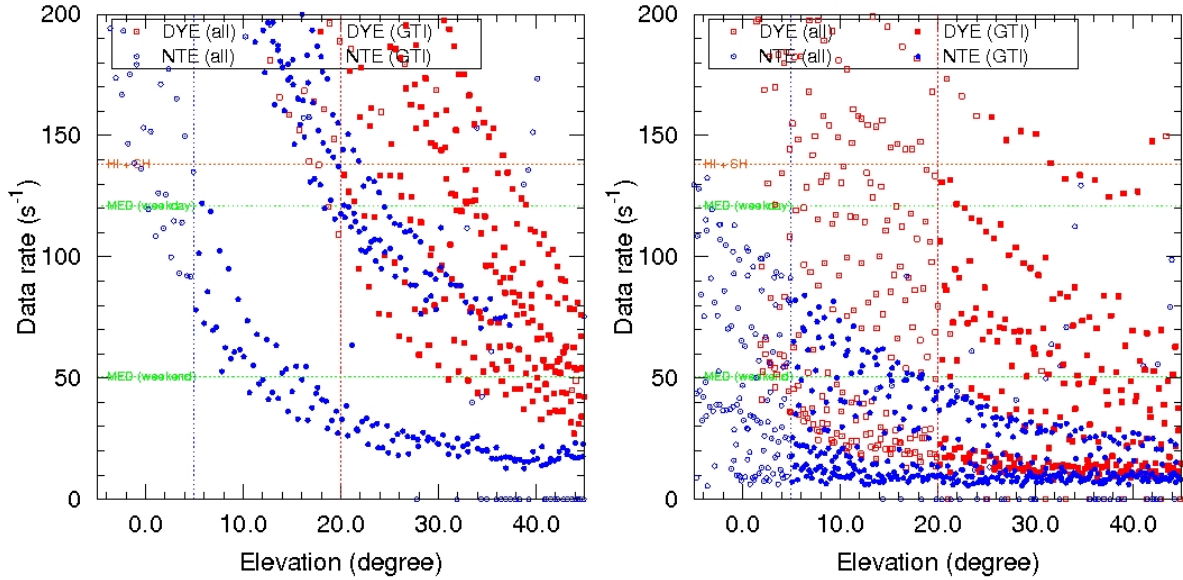 200
150
100
50
0
Data rate (s⁻¹)
DYE (all) DYE (GTI)
NTE (all) NTE (GTI)
HI + SH
MED (weekday)
MED (weekend)
0.0 10.0 20.0 30.0 40.0
Elevation (degree)
200
150
100
50
0
Data rate (s⁻¹)
DYE (all) DYE (GTI)
NTE (all) NTE (GTI)
HI + SH
MED (weekday)
MED (weekend)
0.0 10.0 20.0 30.0 40.0
Elevation (degree)